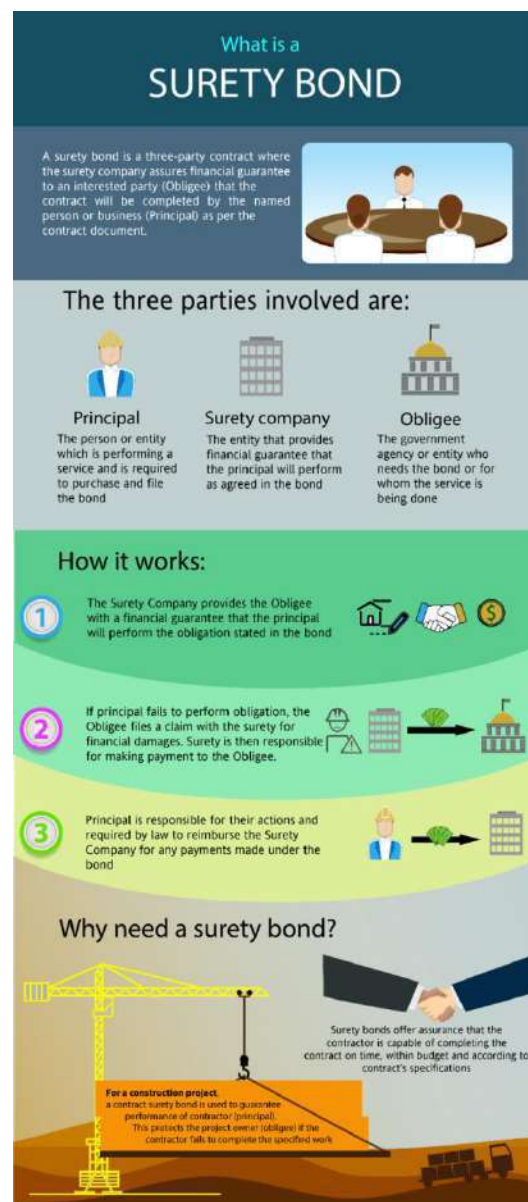 What is a
SURETY BOND
A surety bond is a three-party contract where
the surety company assures financial guarantee
to an interested party (Obligee) that the
contract will be completed by the named
person or business (Principal) as per the
contract document.
The three parties involved are:
Principal
The person or entity
which is performing a
service and is required
to purchase and file
the bond
Surety company
The entity that provides
financial guarantee that
the principal will perform
as agreed in the bond
Obligee
The government
agency or entity who
needs the bond or for
whom the service is
being done
How it works:
1
The Surety Company provides the Obligee
with a financial guarantee that the principal
will perform the obligation stated in the bond
$
2
If principal fails to perform obligation, the
Obligee files a claim with the surety for
financial damages. Surety is then responsible
for making payment to the Obligee.
3
Principal is responsible for their actions and
required by law to reimburse the Surety
Company for any payments made under the
bond
Why need a surety bond?
Surety bonds offer assurance that the
contractor is capable of completing the
contract on time, within budget and according to
contract's specifications
For a construction project,
a contract surety bond is used to guarantee
performance of contractor (principal).
This protects the project owner (obligee) if the
contractor fails to complete the specified work